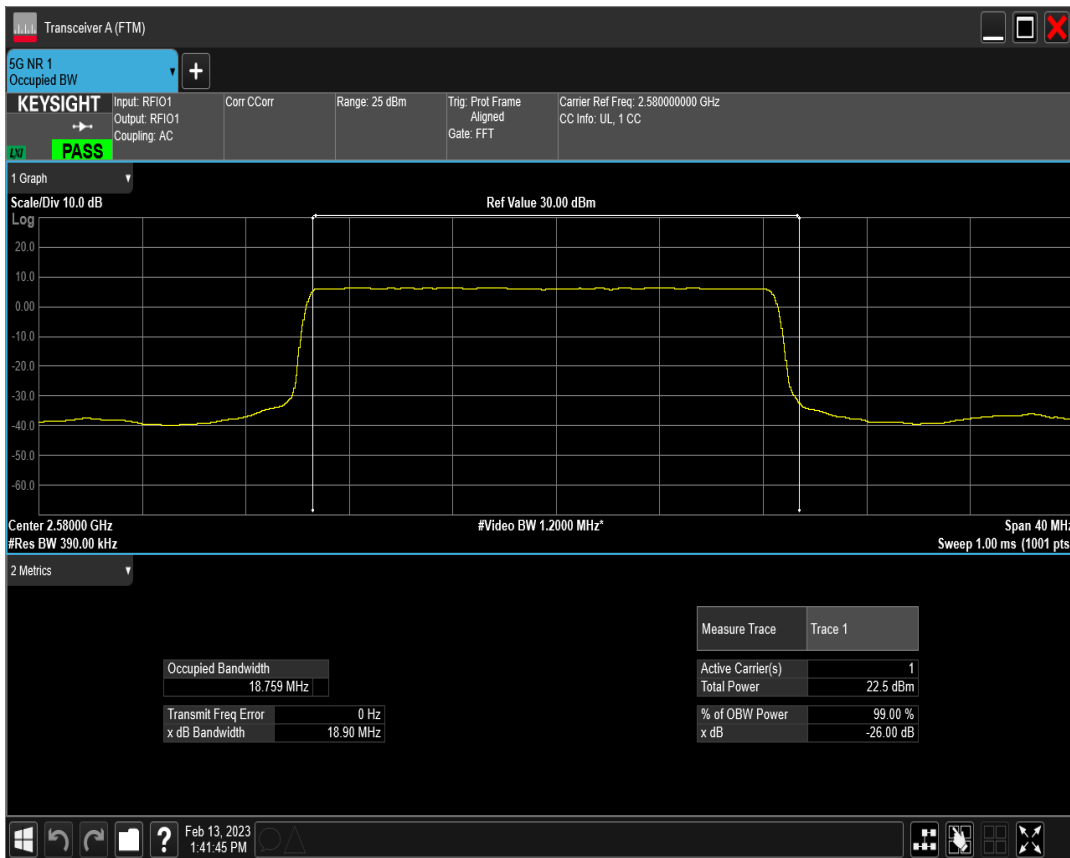 Transceiver A (FTM)
5G NR 1
Occupied BW
KEYSIGHT
LXI
PASS
Input: RFIO1
Output: RFIO1
Coupling: AC
Corr CCorr
Range: 25 dBm
Trig: Prot Frame
Aligned
Gate: FFT
Carrier Ref Freq: 2.580000000 GHz
CC Info: UL, 1 CC
1 Graph
Scale/Div 10.0 dB
Ref Value 30.00 dBm
Log
20.0
10.0
0.00
-10.0
-20.0
-30.0
-40.0
-50.0
-60.0
Center 2.58000 GHz
#Video BW 1.2000 MHz*
Span 40 MHz
#Res BW 390.00 kHz
Sweep 1.00 ms (1001 pts
2 Metrics
Measure Trace
Trace 1
Occupied Bandwidth
18.759 MHz
Active Carrier(s)
1
Total Power
22.5 dBm
Transmit Freq Error
0 Hz
x dB Bandwidth
18.90 MHz
% of OBW Power
99.00 %
x dB
-26.00 dB
?
Feb 13, 2023
1:41:45 PM